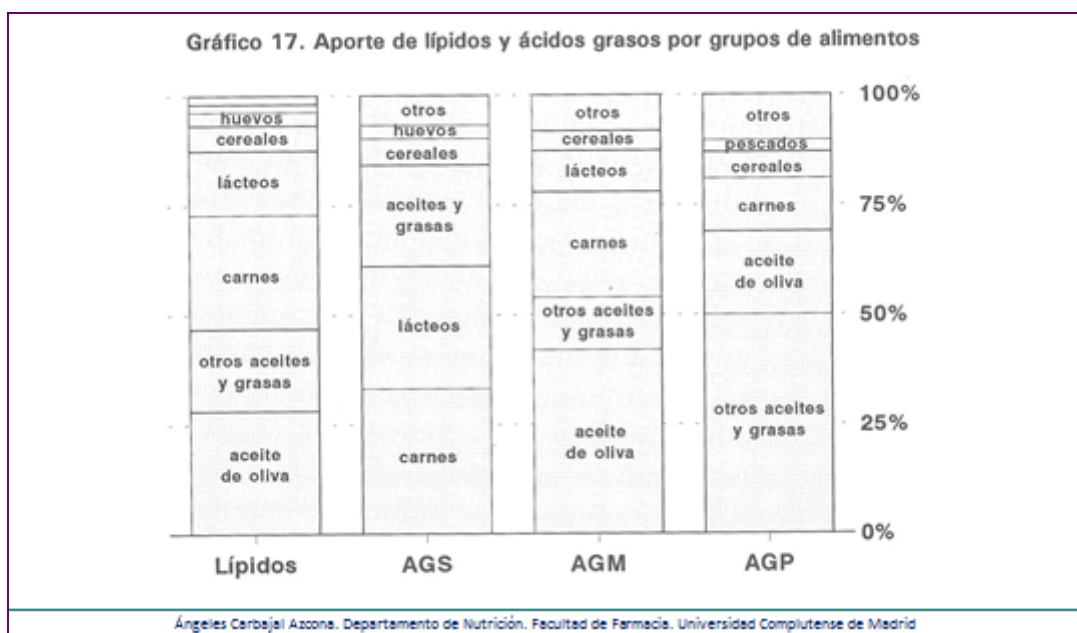 Gráfico 17. Aporte de lípidos y ácidos grasos por grupos de alimentos
huevos
cereales
lácteos
carnes
otros aceites
y grasas
aceite
de oliva
Lípidos
otros
huevos
cereales
aceites y
grasas
lácteos
carnes
AGS
otros
cereales
lácteos
carnes
otros aceites
y grasas
aceite
de oliva
AGM
otros
pescados
cereales
carnes
aceite
de oliva
otros aceites
y grasas
AGP
100%
75%
50%
25%
0%
Ángeles Carbajal Azcona. Departamento de Nutrición. Facultad de Farmacia. Universidad Complutense de Madrid